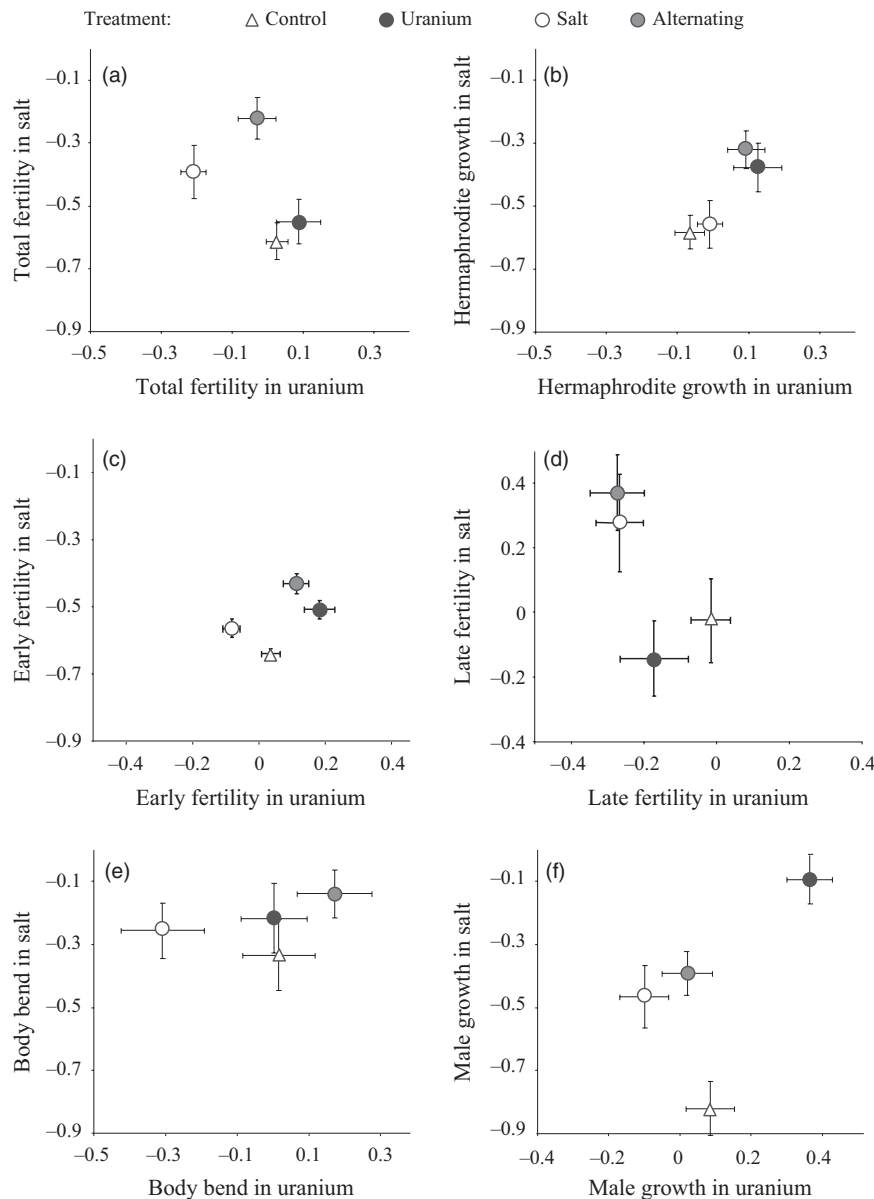 Treatment: Control Uranium Salt Alternating
(a)
Total fertility in salt
–0.1
–0.3
–0.5
–0.7
–0.9
–0.5 –0.3 –0.1 0.1 0.3
Total fertility in uranium
(b)
Hermaphrodite growth in salt
–0.1
–0.3
–0.5
–0.7
–0.9
–0.5 –0.3 –0.1 0.1 0.3
Hermaphrodite growth in uranium
(c)
Early fertility in salt
–0.1
–0.3
–0.5
–0.7
–0.9
–0.4 –0.2 0 0.2 0.4
Early fertility in uranium
(d)
Late fertility in salt
0.4
0.2
0
–0.2
–0.4
–0.5 –0.4 –0.2 0 0.2 0.4
Late fertility in uranium
(e)
Body bend in salt
–0.1
–0.3
–0.5
–0.7
–0.9
–0.5 –0.3 –0.1 0.1 0.3
Body bend in uranium
(f)
Male growth in salt
–0.1
–0.3
–0.5
–0.7
–0.9
–0.4 –0.2 0 0.2 0.4
Male growth in uranium